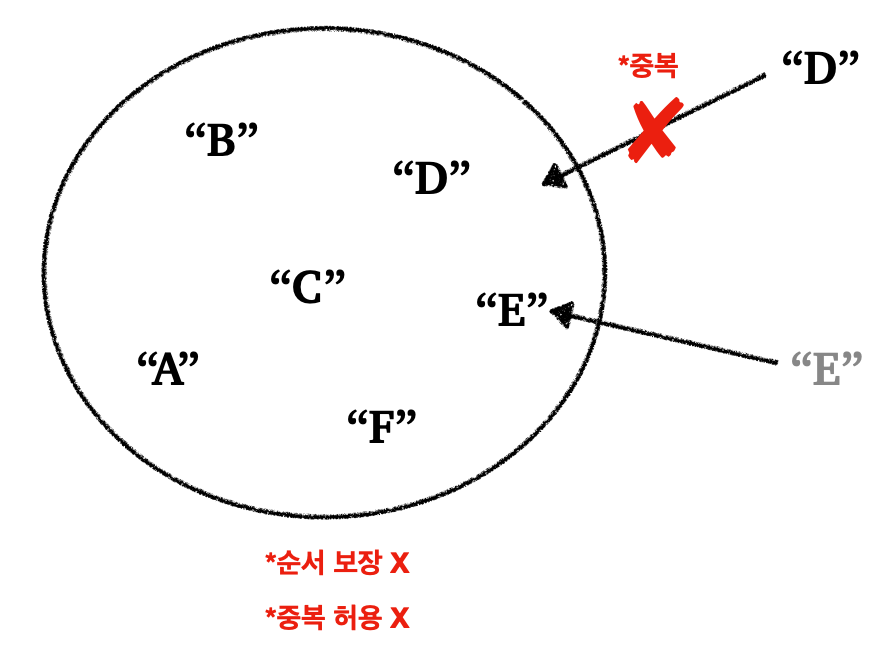 *중복
“D”
“B”
“D”
“C”
“E”
“A”
“E”
“F”
*순서 보장 X
*중복 허용 X